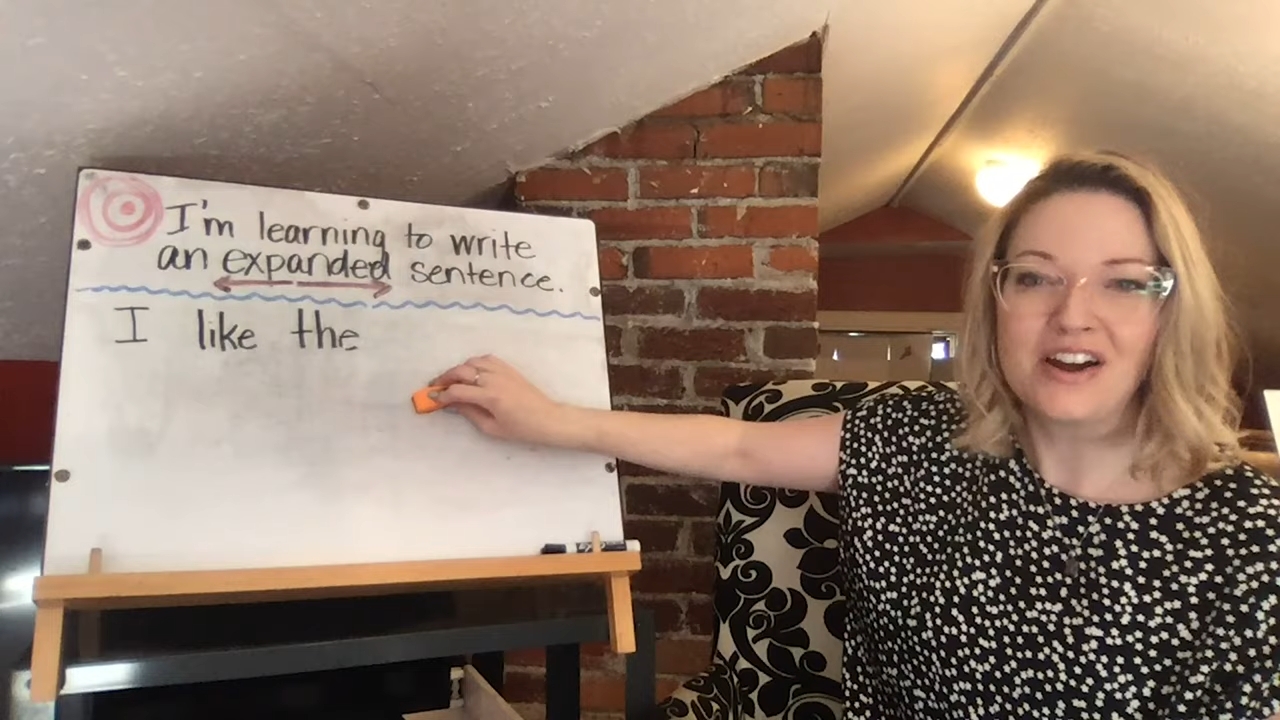 I'm learning to write
an expanded sentence.
I like the